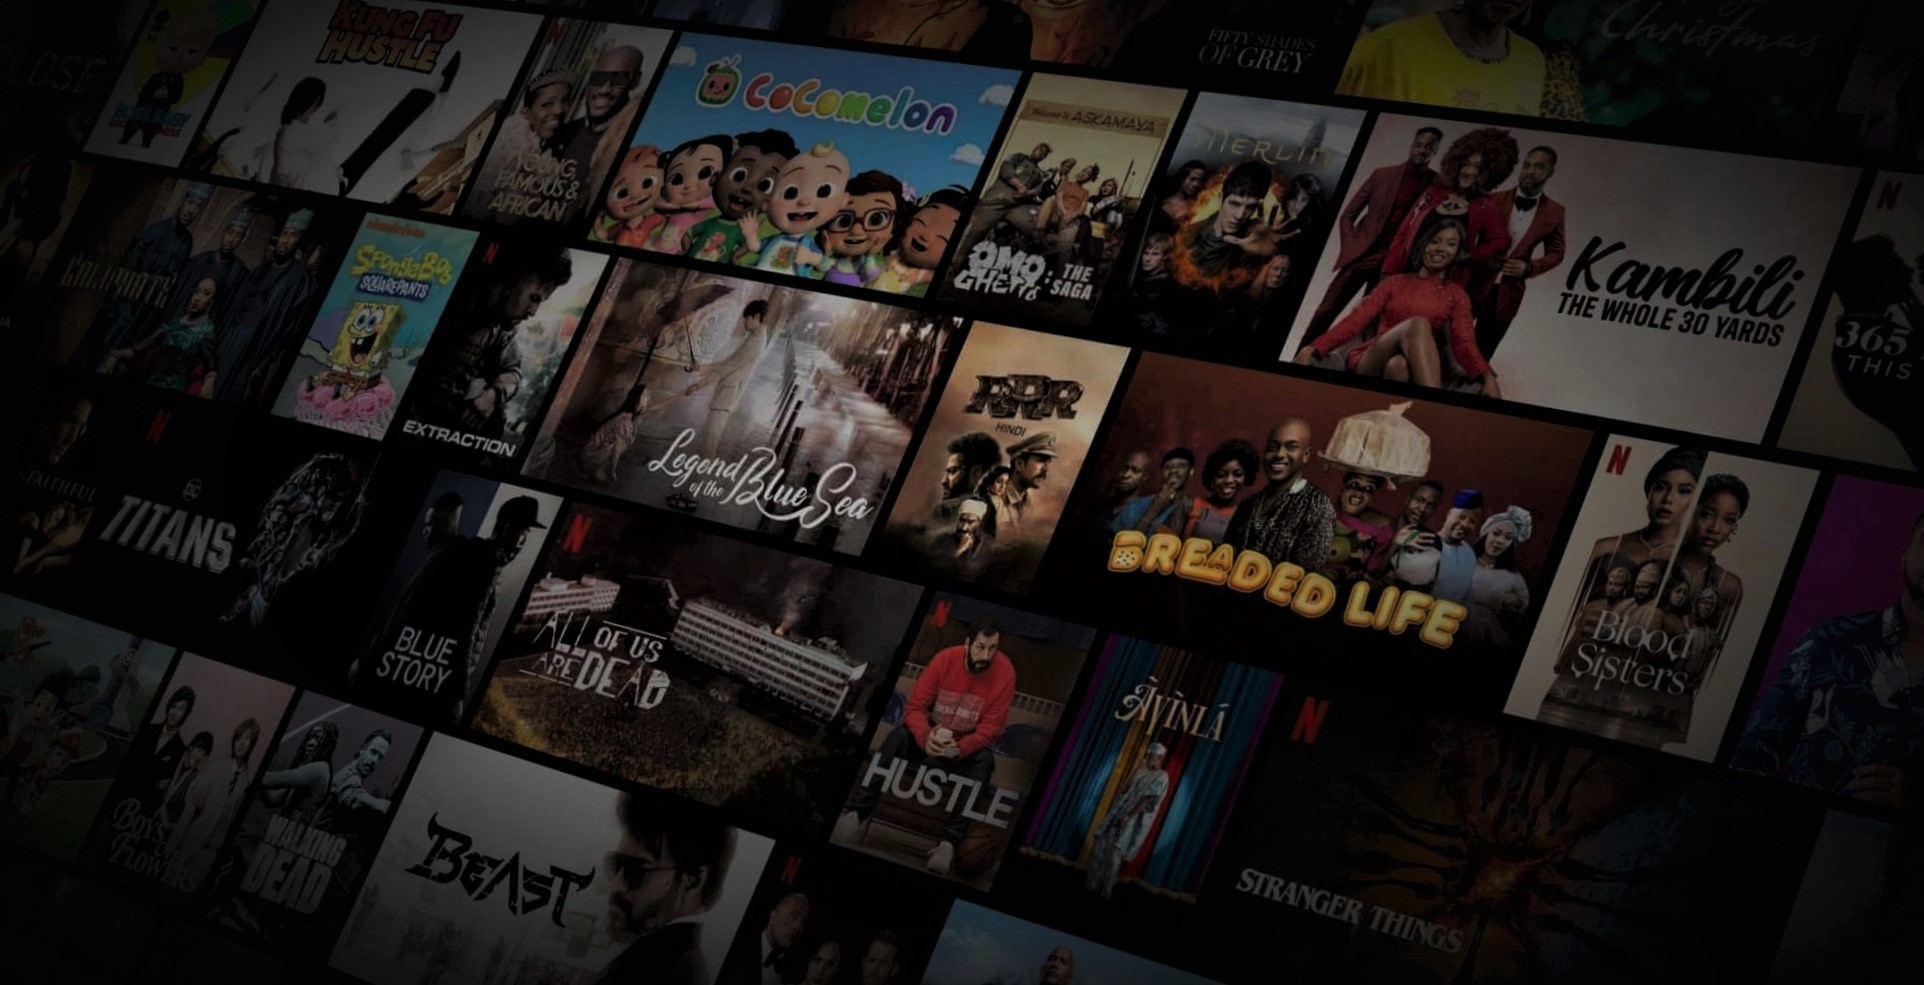 LOSE
KUNG FU
HUSTLE
FIFTY SHADES
OF GREY
Christmas
N
YOUNG,
FAMOUS &
AFRICAN
CoComelon
Welcome to ASKAMAYA
OMO
GHETTO: THE
SAGA
MERLIN
Kambili
THE WHOLE 30 YARDS
N
365
THIS
nickelodeon
SPONGEBOB
SQUAREPANTS
N
EXTRACTION
Legend
of the Blue Sea
RRR
HINDI
BREADED LIFE
N
Blood
Sisters
N
DC
TITANS
BLUE
STORY
N
ALL OF US
ARE DEAD
N
HUSTLE
ÀYÌNLÁ
N
STRANGER THINGS
BOYS
OVER
FLOWERS
THE
WALKING
DEAD
BEAST
N